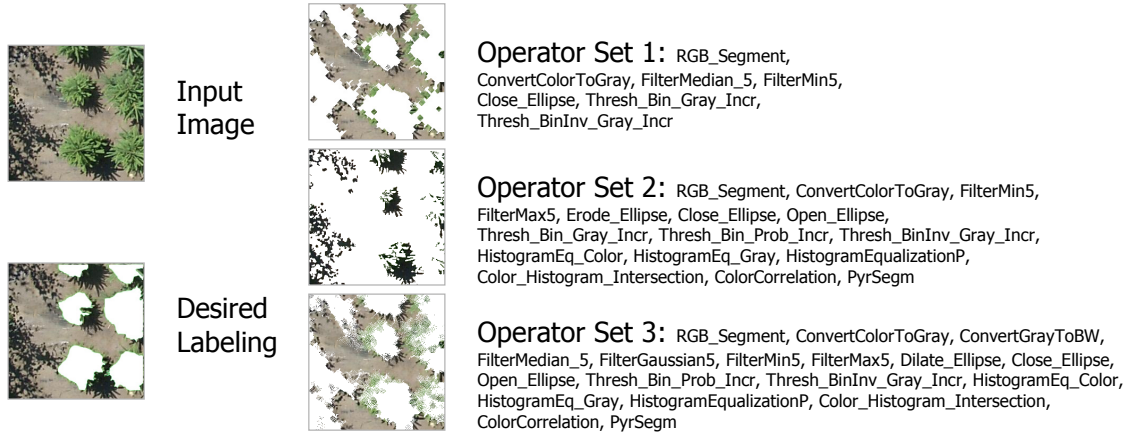 Input
Image
Desired
Labeling
Operator Set 1: RGB_Segment,
ConvertColorToGray, FilterMedian_5, FilterMin5,
Close_Ellipse, Thresh_Bin_Gray_Incr,
Thresh_BinInv_Gray_Incr
Operator Set 2: RGB_Segment, ConvertColorToGray, FilterMin5,
FilterMax5, Erode_Ellipse, Close_Ellipse, Open_Ellipse,
Thresh_Bin_Gray_Incr, Thresh_Bin_Prob_Incr, Thresh_BinInv_Gray_Incr,
HistogramEq_Color, HistogramEq_Gray, HistogramEqualizationP,
Color_Histogram_Intersection, ColorCorrelation, PyrSegm
Operator Set 3: RGB_Segment, ConvertColorToGray, ConvertGrayToBW,
FilterMedian_5, FilterGaussian5, FilterMin5, FilterMax5, Dilate_Ellipse, Close_Ellipse,
Open_Ellipse, Thresh_Bin_Prob_Incr, Thresh_BinInv_Gray_Incr, HistogramEq_Color,
HistogramEq_Gray, HistogramEqualizationP, Color_Histogram_Intersection,
ColorCorrelation, PyrSegm